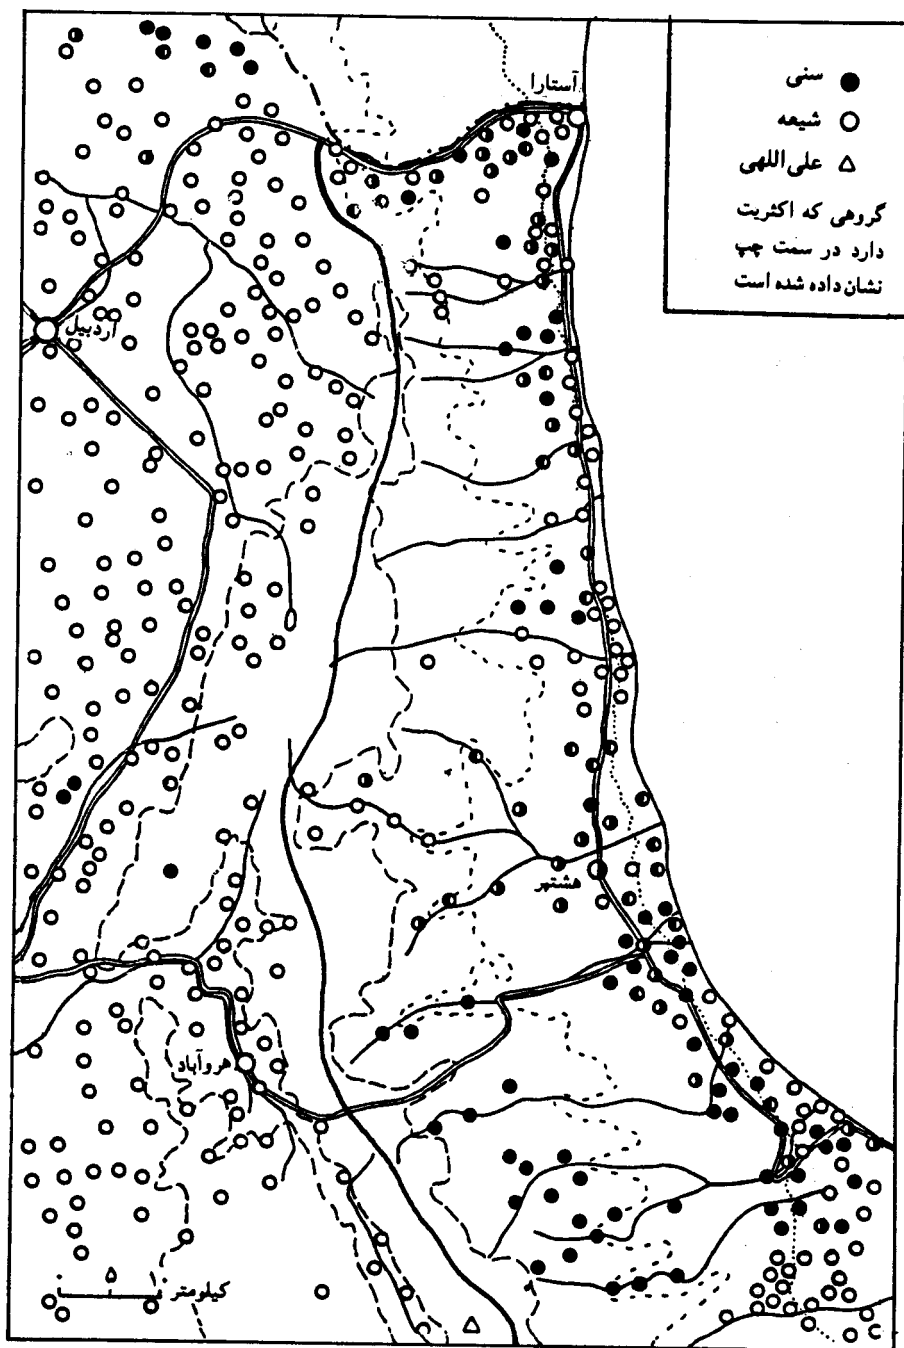 سنی
شیعه
علی‌اللهی
گروهی که اکثریت
دارد در سمت چپ
نشان‌داده شده است
آستارا
اردبیل
هشتپر
هروآباد
۵
کیلومتر